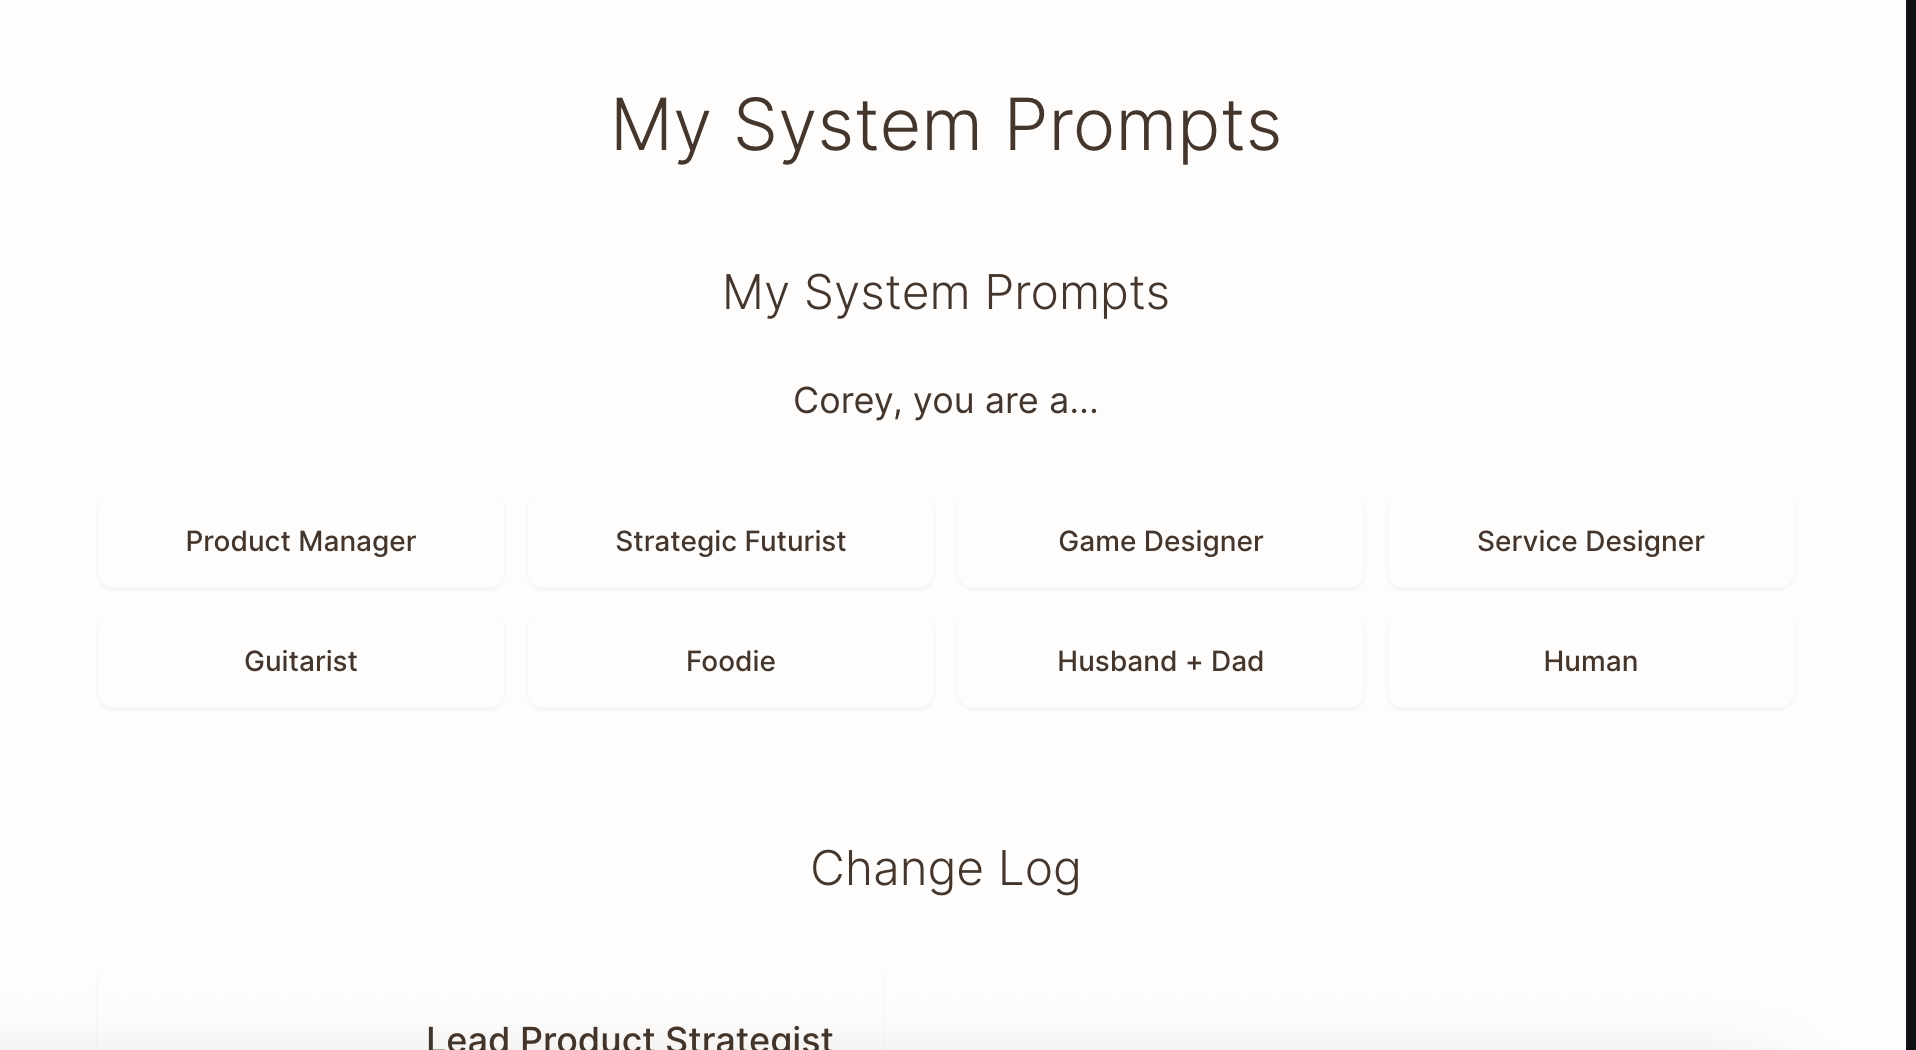 My System Prompts
My System Prompts
Corey, you are a...
Product Manager
Strategic Futurist
Game Designer
Service Designer
Guitarist
Foodie
Husband + Dad
Human
Change Log
Lead Product Strategist